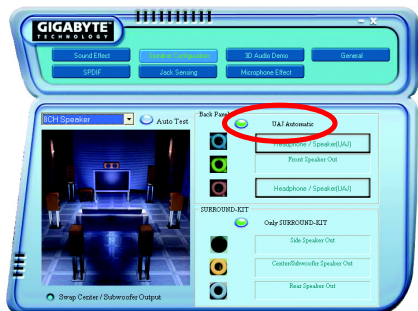 GIGABYTE™
TECHNOLOGY
- X
Sound Effect
Speaker Configuration
3D Audio Demo
General
SPDIF
Jack Sensing
Microphone Effect
8CH Speaker
Auto Test
Back Panel
UAJ Automatic
Headphone / Speaker(UAJ)
Front Speaker Out
Headphone / Speaker(UAJ)
SURROUND-KIT
Only SURROUND-KIT
Side Speaker Out
Center/Subwoofer Speaker Out
Rear Speaker Out
Swap Center / Subwoofer Output